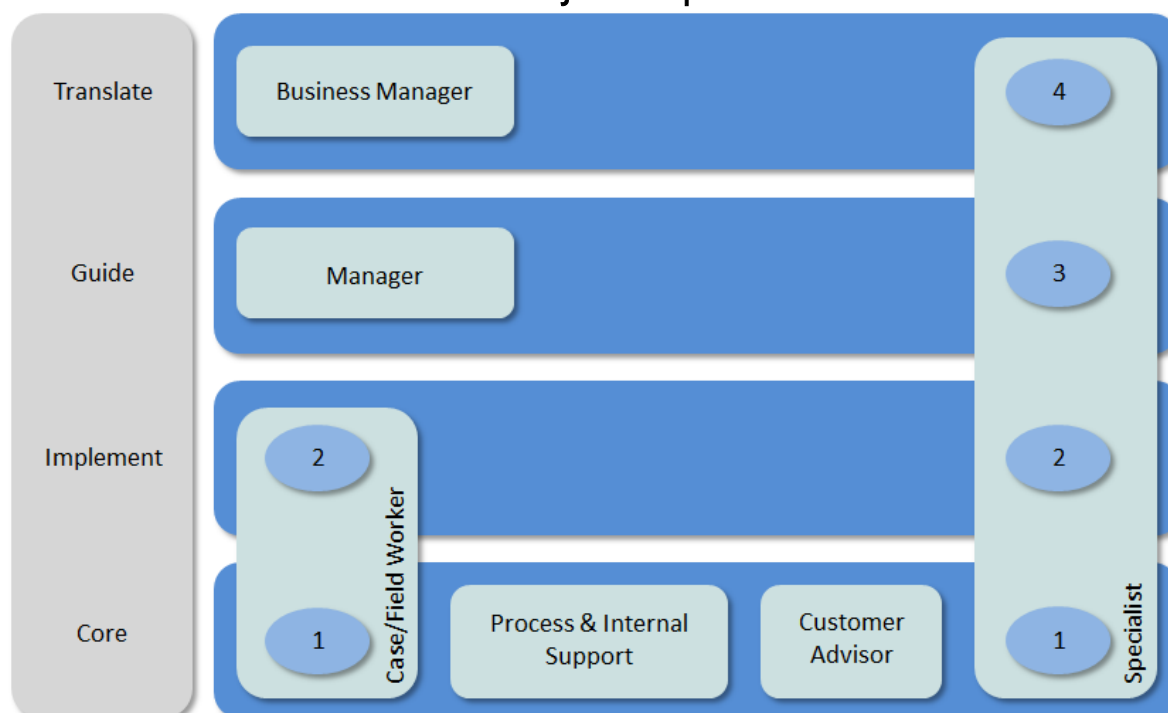 Translate
Business Manager
4
Guide
Manager
3
Implement
2
2
Case/Field Worker
Core
1
Process & Internal
Support
Customer
Advisor
1
Specialist